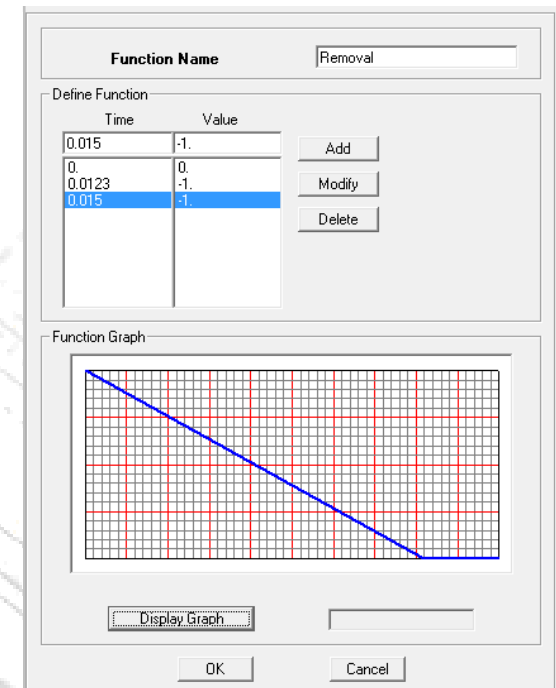 Function Name Removal
Define Function
Time Value
0.015 -1.
Add
0. 0.
0.0123 -1.
Modify
0.015 -1.
Delete
Function Graph
Display Graph
OK Cancel